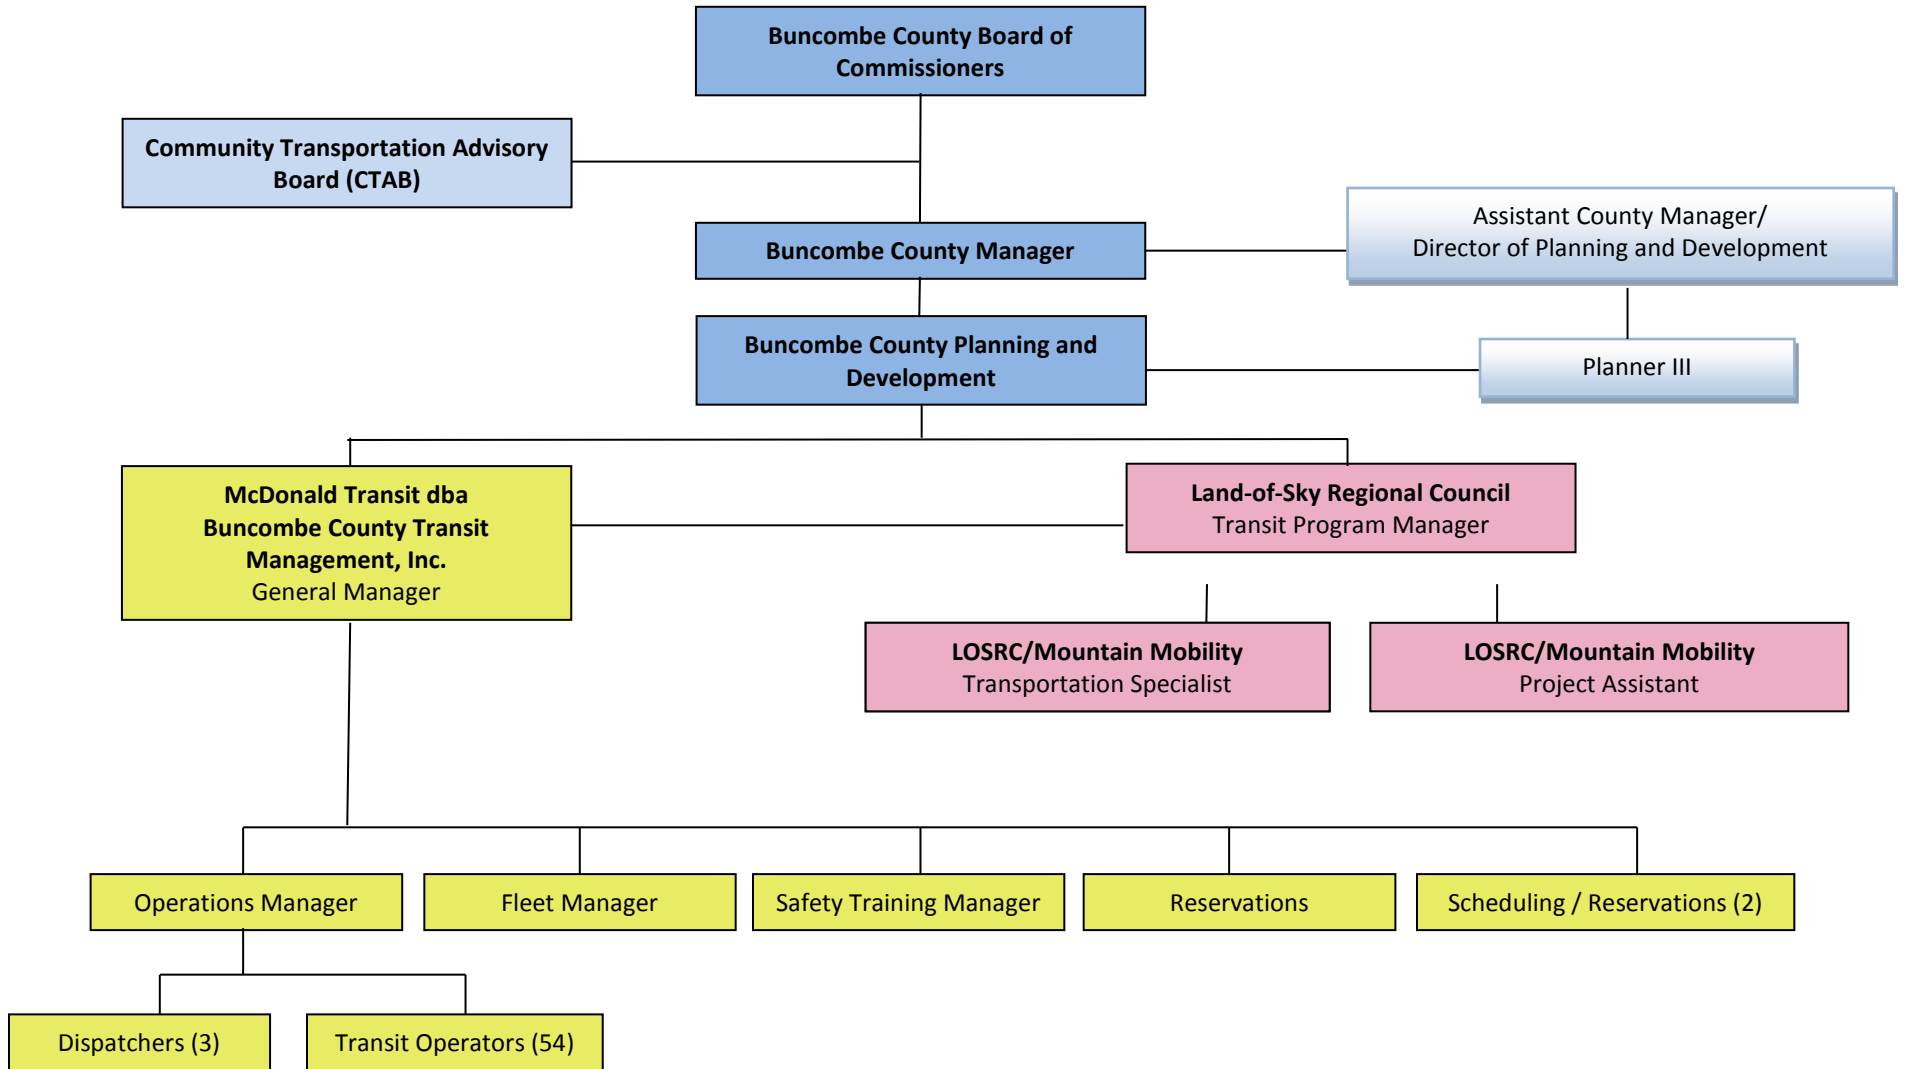 Buncombe County Board of
Commissioners
Community Transportation Advisory
Board (CTAB)
Assistant County Manager/
Director of Planning and Development
Buncombe County Manager
Buncombe County Planning and
Development
Planner III
McDonald Transit dba
Buncombe County Transit
Management, Inc.
General Manager
Land-of-Sky Regional Council
Transit Program Manager
LOSRC/Mountain Mobility
Transportation Specialist
LOSRC/Mountain Mobility
Project Assistant
Operations Manager
Fleet Manager
Safety Training Manager
Reservations
Scheduling / Reservations (2)
Dispatchers (3)
Transit Operators (54)